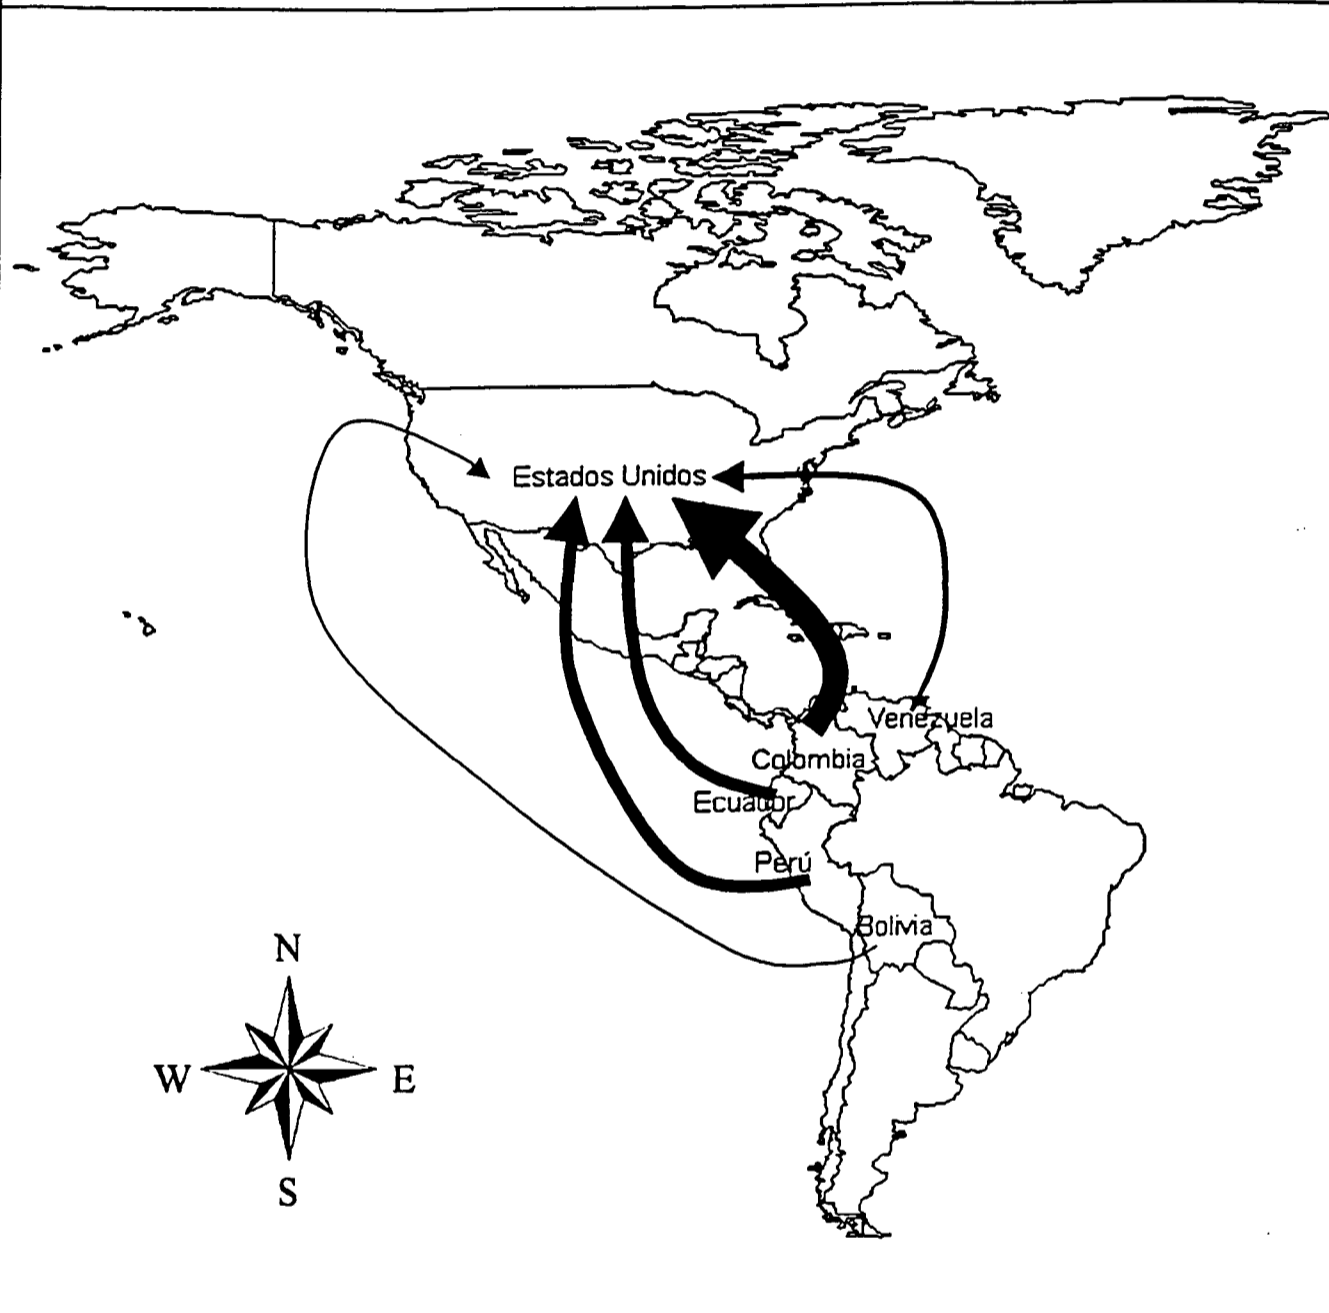 Estados Unidos
Venezuela
Colombia
Ecuador
Perú
Bolivia
N
W
E
S